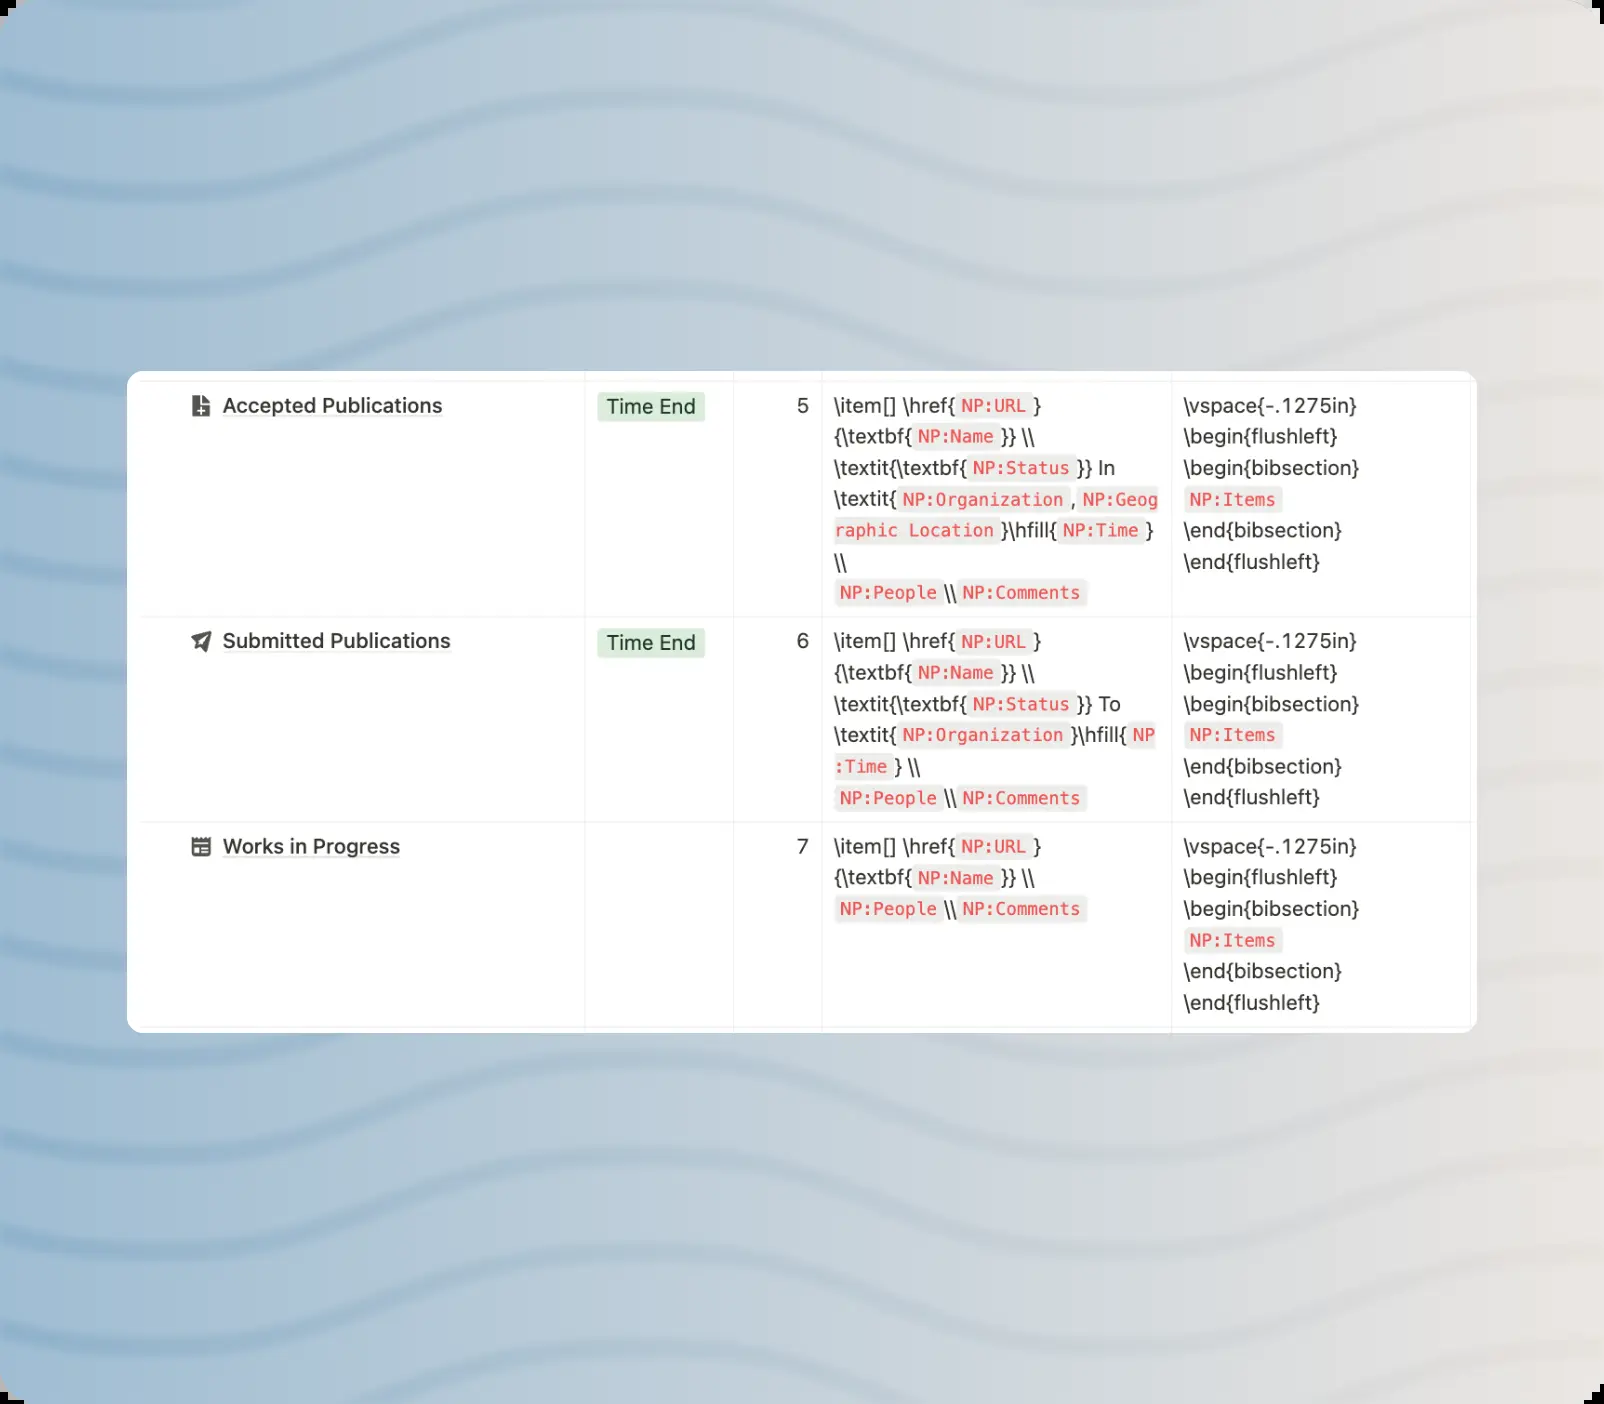 Accepted Publications
Time End
5
\item[] \href{NP:URL}
{\textbf{NP:Name}} \\
\textit{\textbf{NP:Status}} In
\textit{NP:Organization,NP:Geog
raphic Location}\hfill{NP:Time}
\\
NP:People\\NP:Comments
\vspace{-.1275in}
\begin{flushleft}
\begin{bibsection}
NP:Items
\end{bibsection}
\end{flushleft}
Submitted Publications
Time End
6
\item[] \href{NP:URL}
{\textbf{NP:Name}} \\
\textit{\textbf{NP:Status}} To
\textit{NP:Organization}\hfill{NP
:Time} \\
NP:People\\NP:Comments
\vspace{-.1275in}
\begin{flushleft}
\begin{bibsection}
NP:Items
\end{bibsection}
\end{flushleft}
Works in Progress
7
\item[] \href{NP:URL}
{\textbf{NP:Name}} \\
NP:People\\NP:Comments
\vspace{-.1275in}
\begin{flushleft}
\begin{bibsection}
NP:Items
\end{bibsection}
\end{flushleft}